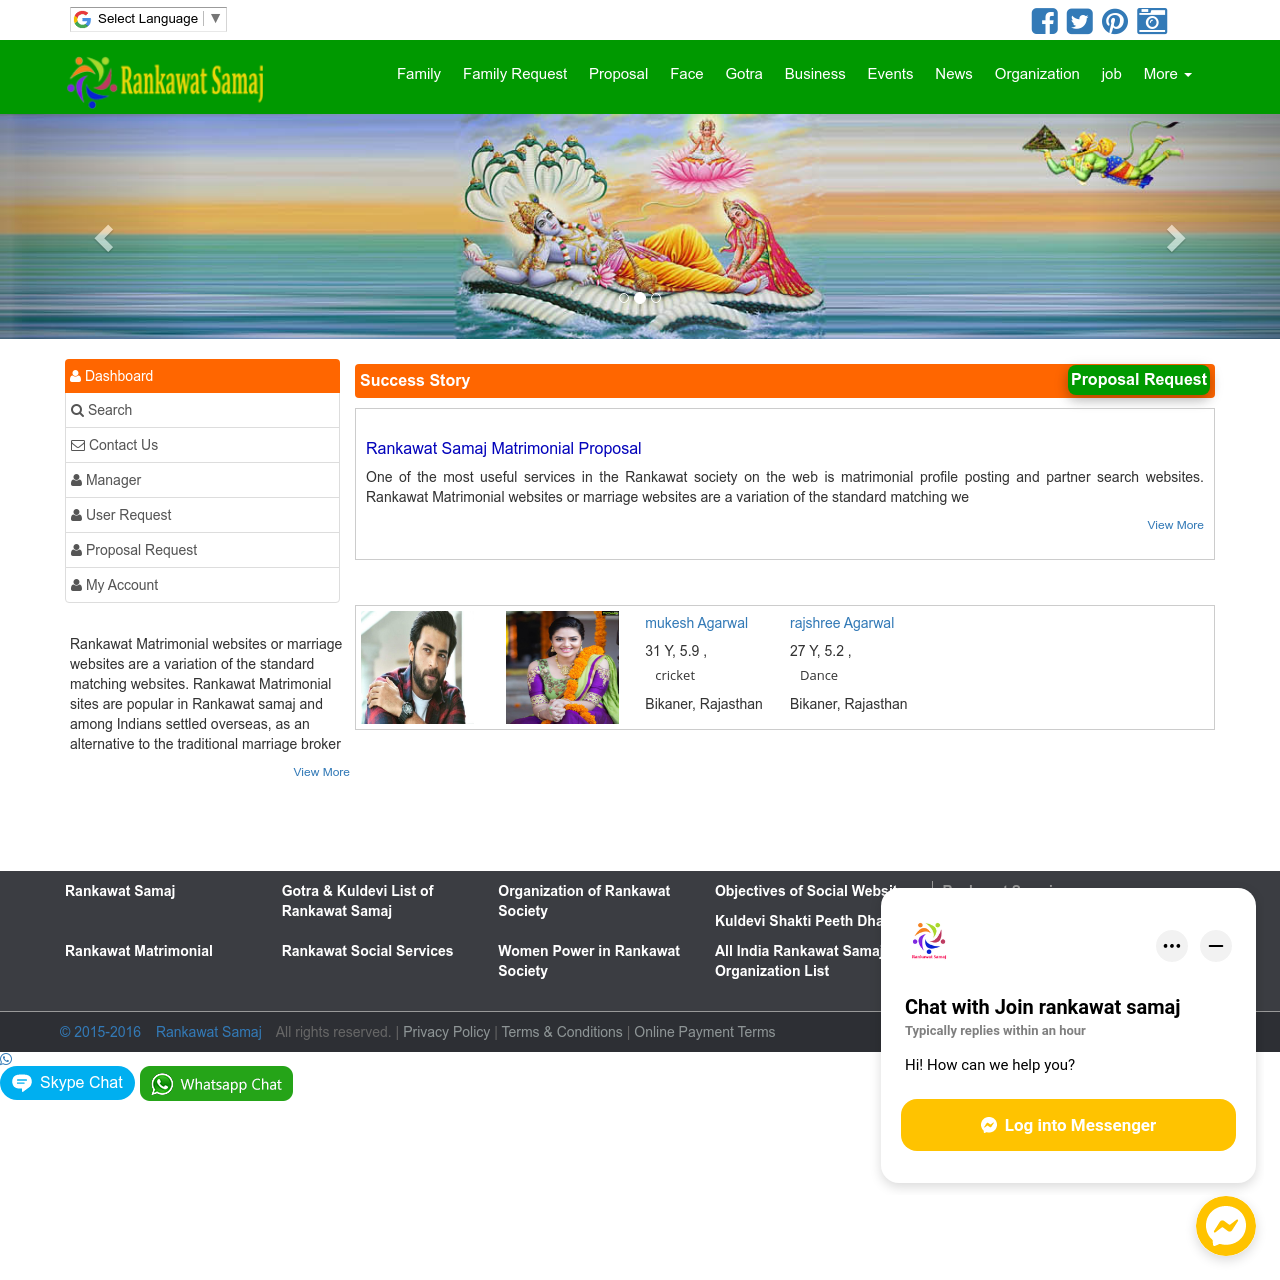 Select Language
Rankawat Samaj
Family Family Request Proposal Face Gotra Business Events News Organization job More
Dashboard
Search
Contact Us
Manager
User Request
Proposal Request
My Account
Rankawat Matrimonial websites or marriage
websites are a variation of the standard
matching websites. Rankawat Matrimonial
sites are popular in Rankawat samaj and
among Indians settled overseas, as an
alternative to the traditional marriage broker
View More
Success Story
Proposal Request
Rankawat Samaj Matrimonial Proposal
One of the most useful services in the Rankawat society on the web is matrimonial profile posting and partner search websites.
Rankawat Matrimonial websites or marriage websites are a variation of the standard matching we
View More
mukesh Agarwal
31 Y, 5.9 ,
cricket
Bikaner, Rajasthan
rajshree Agarwal
27 Y, 5.2 ,
Dance
Bikaner, Rajasthan
Rankawat Samaj
Gotra & Kuldevi List of
Rankawat Samaj
Organization of Rankawat
Society
Objectives of Social
Kuldevi Shakti Peeth
Rankawat Matrimonial
Rankawat Social Services
Women Power in Rankawat
Society
All India Rankawat Samaj
Organization List
© 2015-2016 Rankawat Samaj All rights reserved. | Privacy Policy | Terms & Conditions | Online Payment Terms
Skype Chat
Whatsapp Chat
Rankawat Samaj
Chat with Join rankawat samaj
Typically replies within an hour
Hi! How can we help you?
Log into Messenger